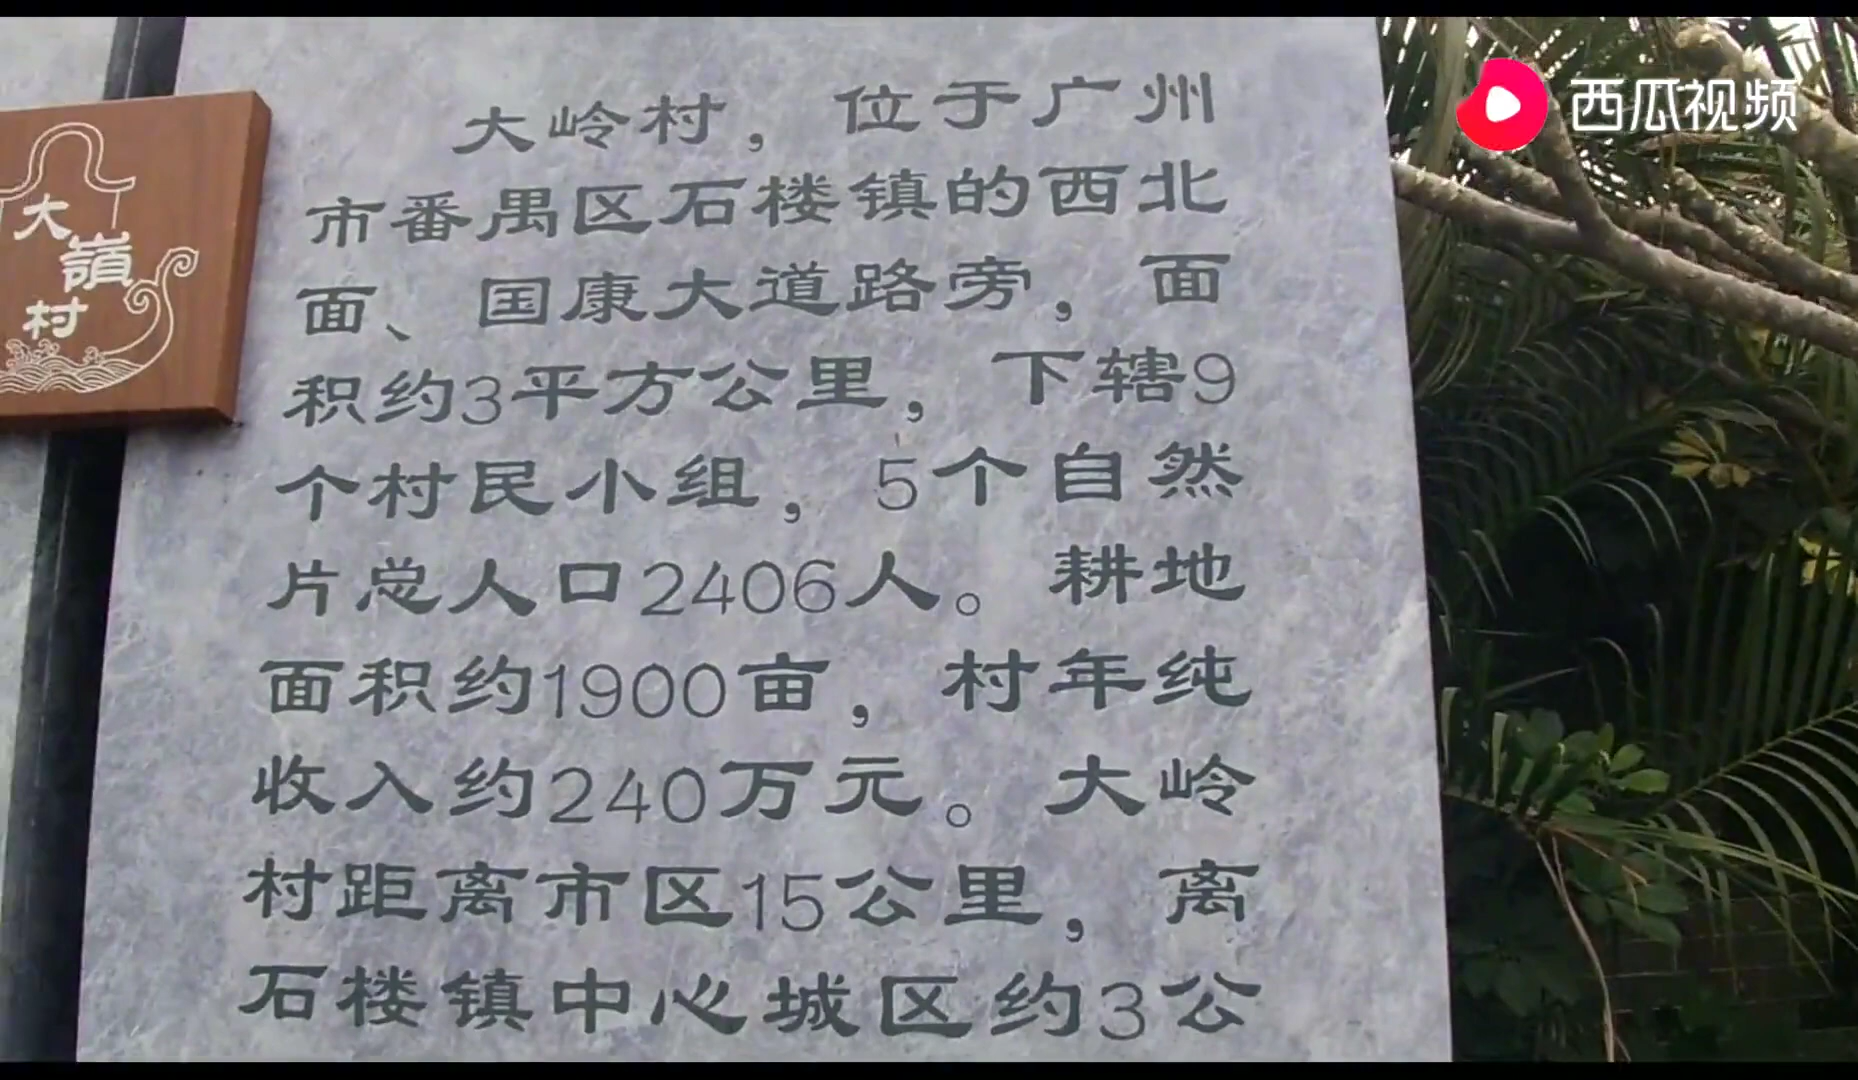 西瓜视频
大
嶺
村
大岭村，位于广州
市番禺区石楼镇的西北
面、国康大道路旁，面
积约3平方公里，下辖9
个村民小组，5个自然
片总人口2406人。耕地
面积约1900亩，村年纯
收入约240万元。大岭
村距离市区15公里，离
石楼镇中心城区约3公